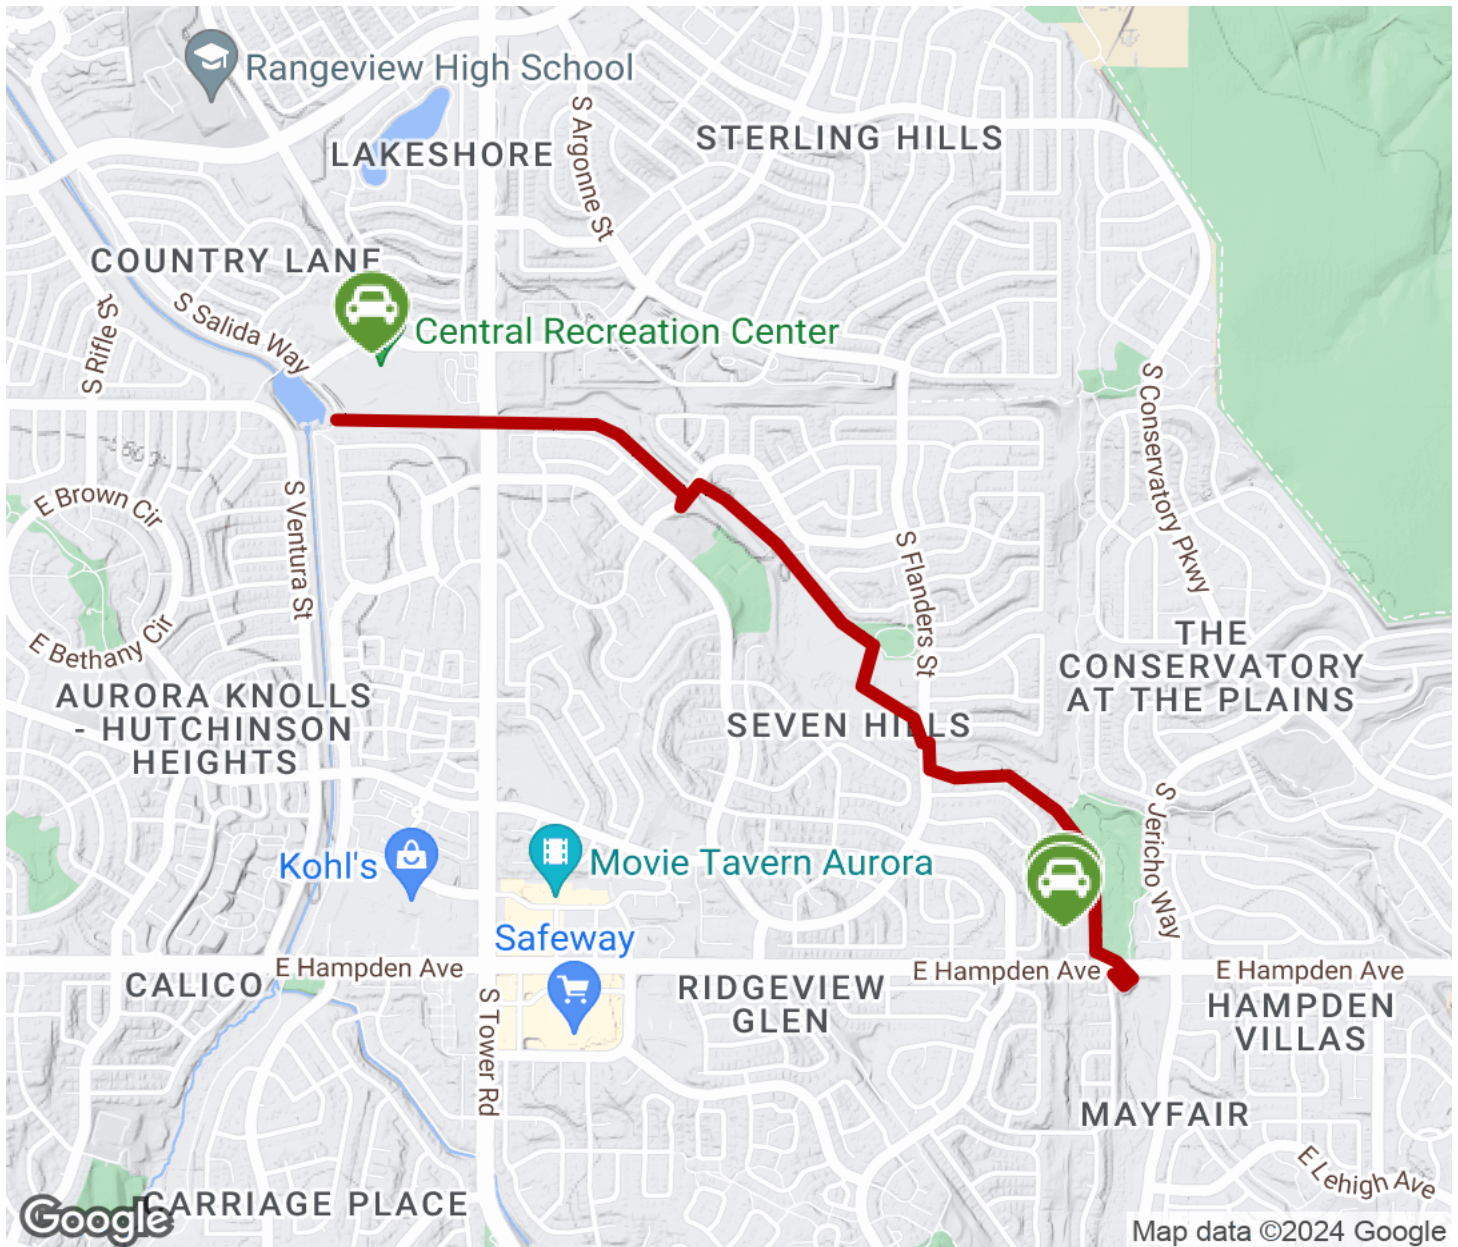 Rangeview High School
S Argonne St
STERLING HILLS
LAKESHORE
COUNTRY LANE
S Salida Way
S Rifle St
Central Recreation Center
S Conservatory Pkwy
E Brown Cir
S Ventura St
S Flanders St
E Bethany Cir
THE
CONSERVATORY
AT THE PLAINS
AURORA KNOLLS
- HUTCHINSON
HEIGHTS
SEVEN HILLS
S Jericho Way
Kohl's
Movie Tavern Aurora
Safeway
E Hampden Ave
E Hampden Ave
E Hampden Ave
CALICO
RIDGEVIEW
GLEN
HAMPDEN
VILLAS
S Tower Rd
MAYFAIR
E Lehigh Ave
CARRIAGE PLACE
Google
Map data ©2024 Google